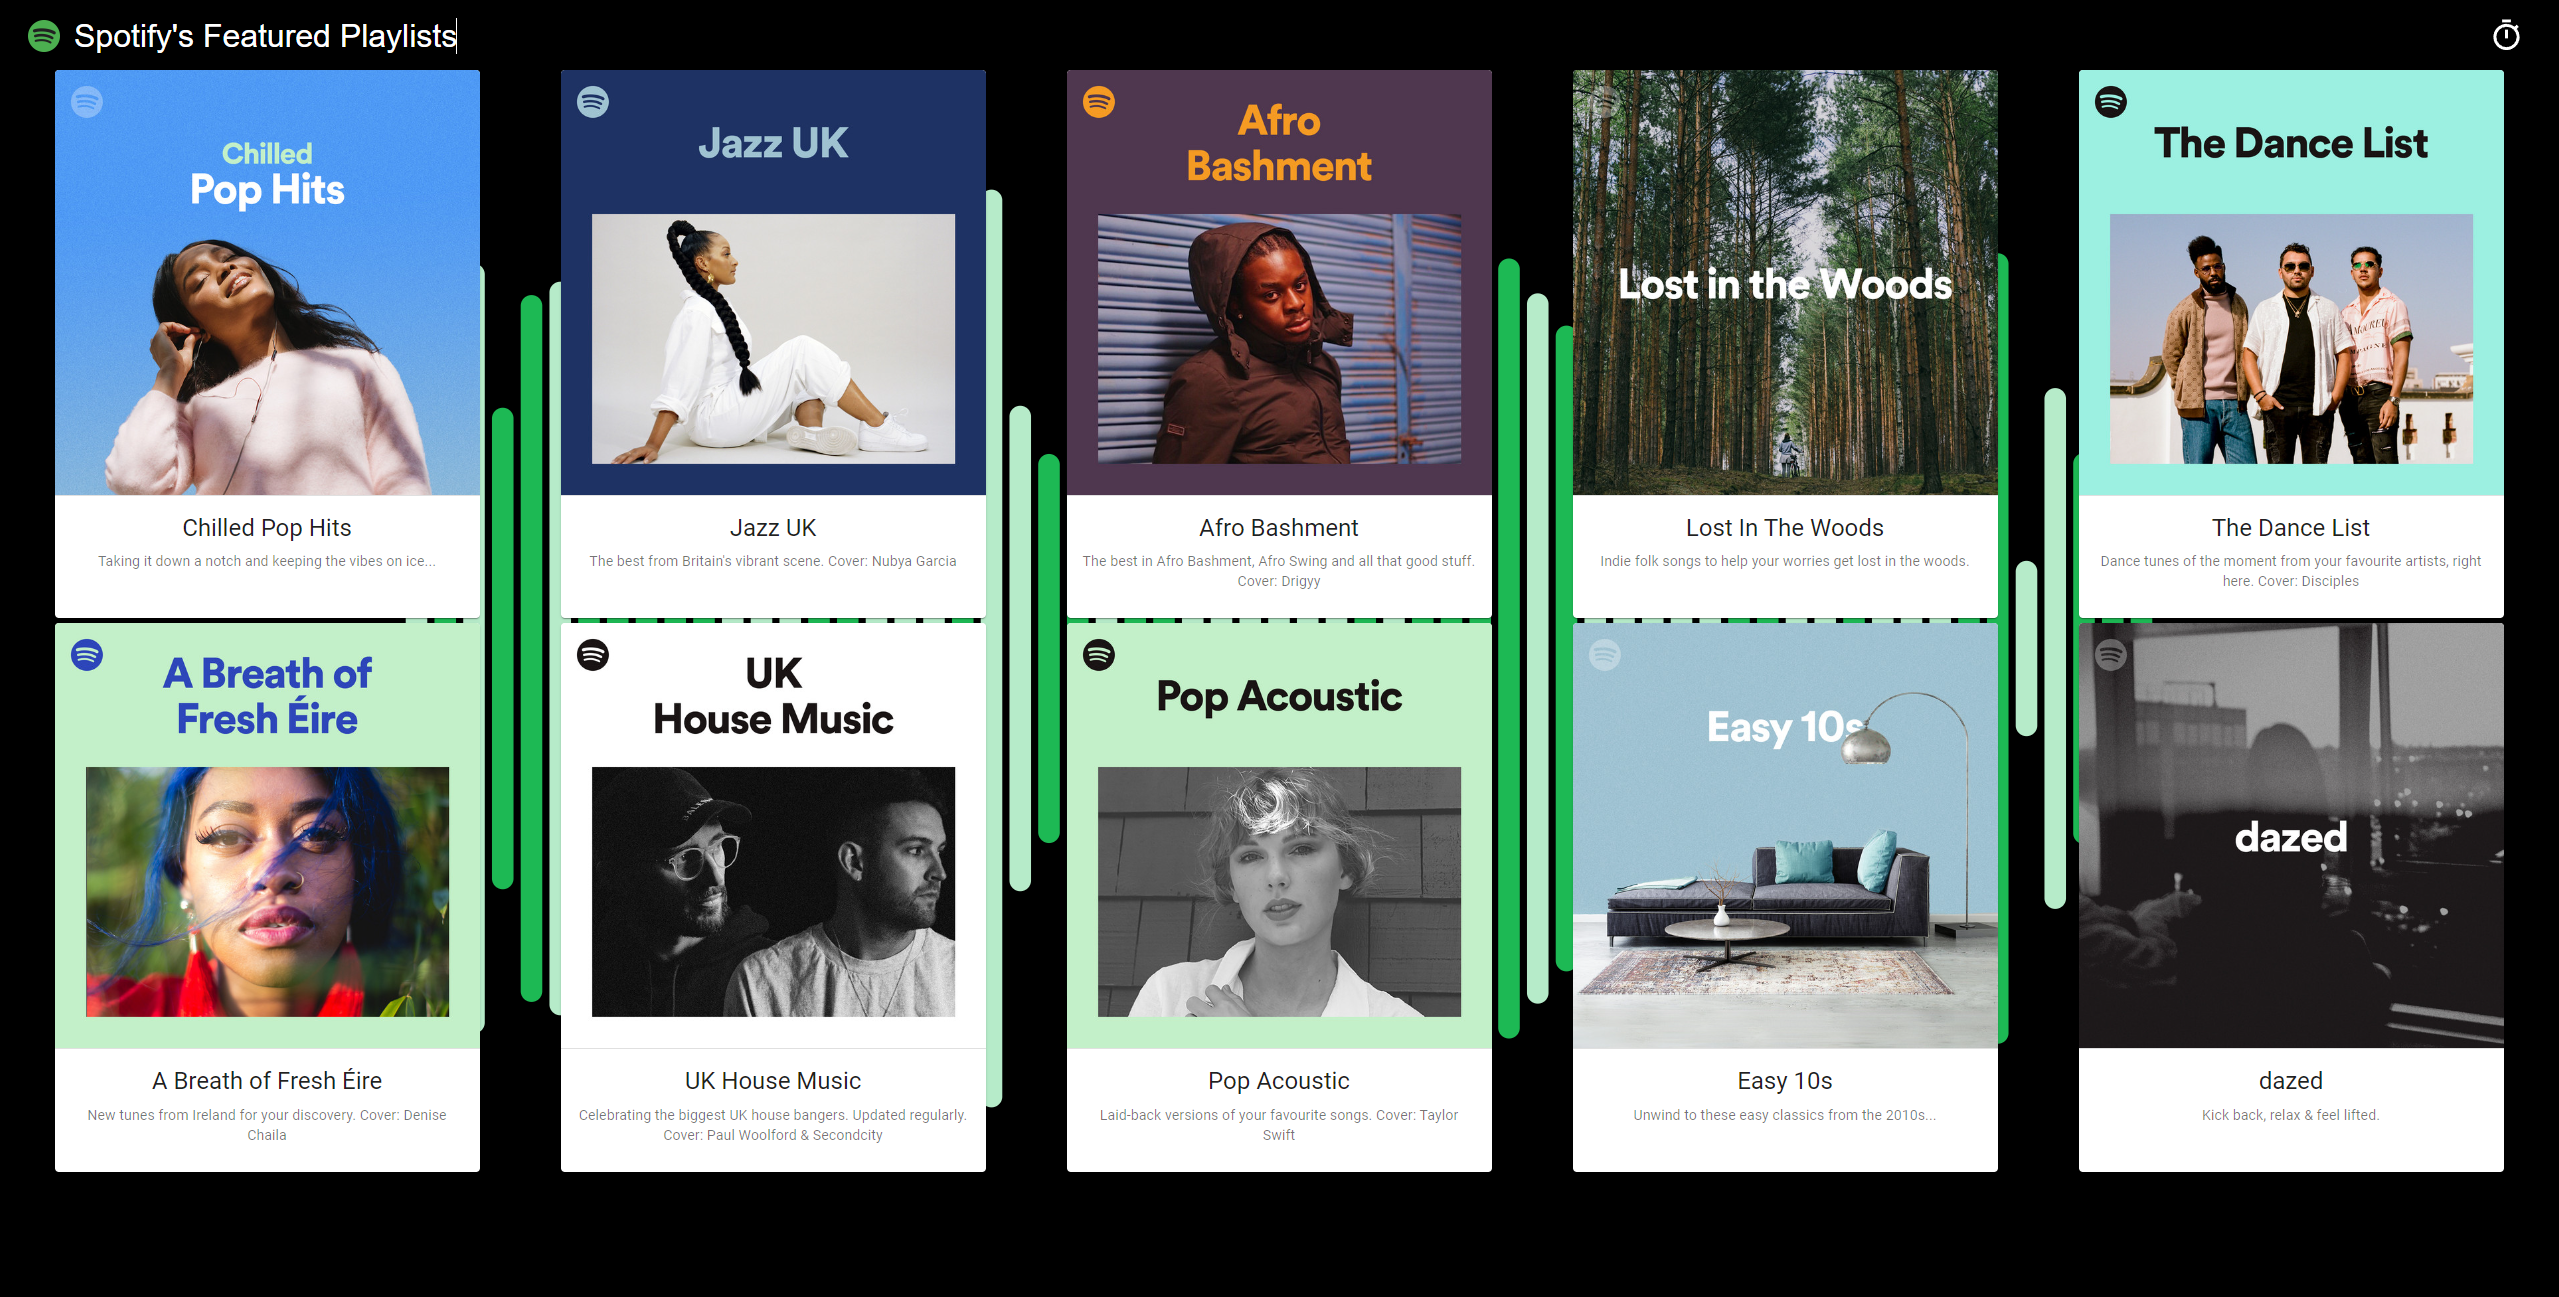 Spotify's Featured Playlists
Chilled
Pop Hits
Chilled Pop Hits
Taking it down a notch and keeping the vibes on ice...
Jazz UK
Jazz UK
The best from Britain's vibrant scene. Cover: Nubya Garcia
Afro
Bashment
Afro Bashment
The best in Afro Bashment, Afro Swing and all that good stuff.
Cover: Drigyy
Lost in the Woods
Lost In The Woods
Indie folk songs to help your worries get lost in the woods.
The Dance List
The Dance List
Dance tunes of the moment from your favourite artists, right
here. Cover: Disciples
A Breath of
Fresh Éire
A Breath of Fresh Éire
New tunes from Ireland for your discovery. Cover: Denise
Chaila
UK
House Music
UK House Music
Celebrating the biggest UK house bangers. Updated regularly.
Cover: Paul Woolford & Secondcity
Pop Acoustic
Pop Acoustic
Laid-back versions of your favourite songs. Cover: Taylor
Swift
Easy 10s
Easy 10s
Unwind to these easy classics from the 2010s...
dazed
dazed
Kick back, relax & feel lifted.